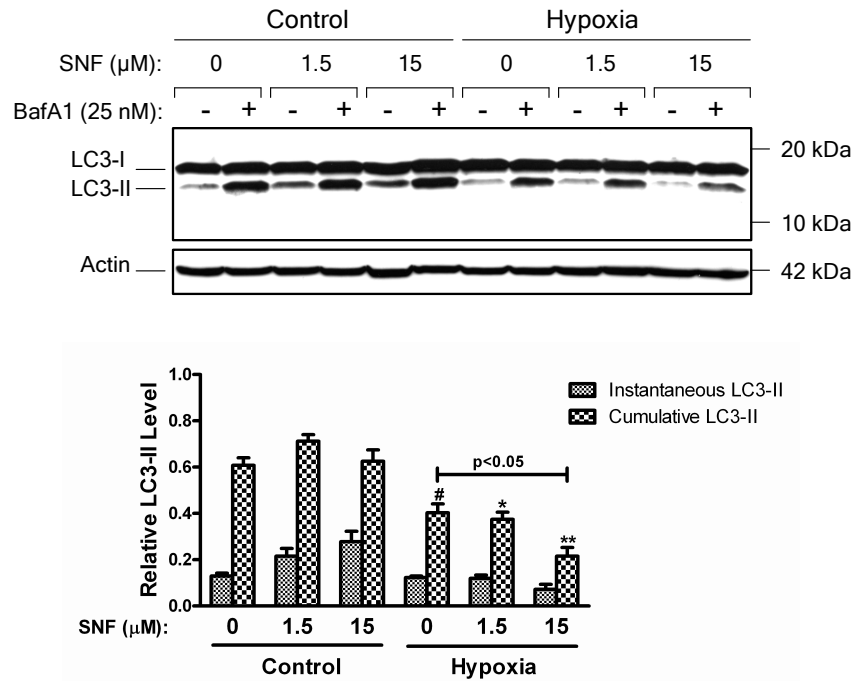 Control Hypoxia
SNF (µM): 0 1.5 15 0 1.5 15
BafA1 (25 nM): - + - + - + - + - + - +
LC3-I
LC3-II
20 kDa
10 kDa
Actin
42 kDa
Relative LC3-II Level
1.0
0.8
0.6
0.4
0.2
0.0
Instantaneous LC3-II
Cumulative LC3-II
p<0.05
# * **
SNF (µM): 0 1.5 15 0 1.5 15
Control Hypoxia